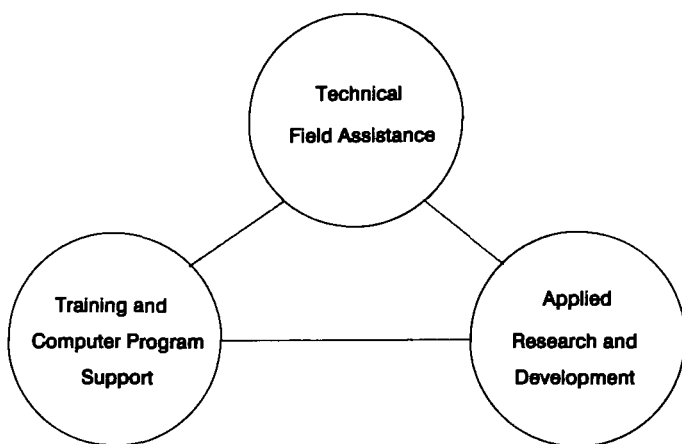 Technical
Field Assistance
Training and
Computer Program
Support
Applied
Research and
Development